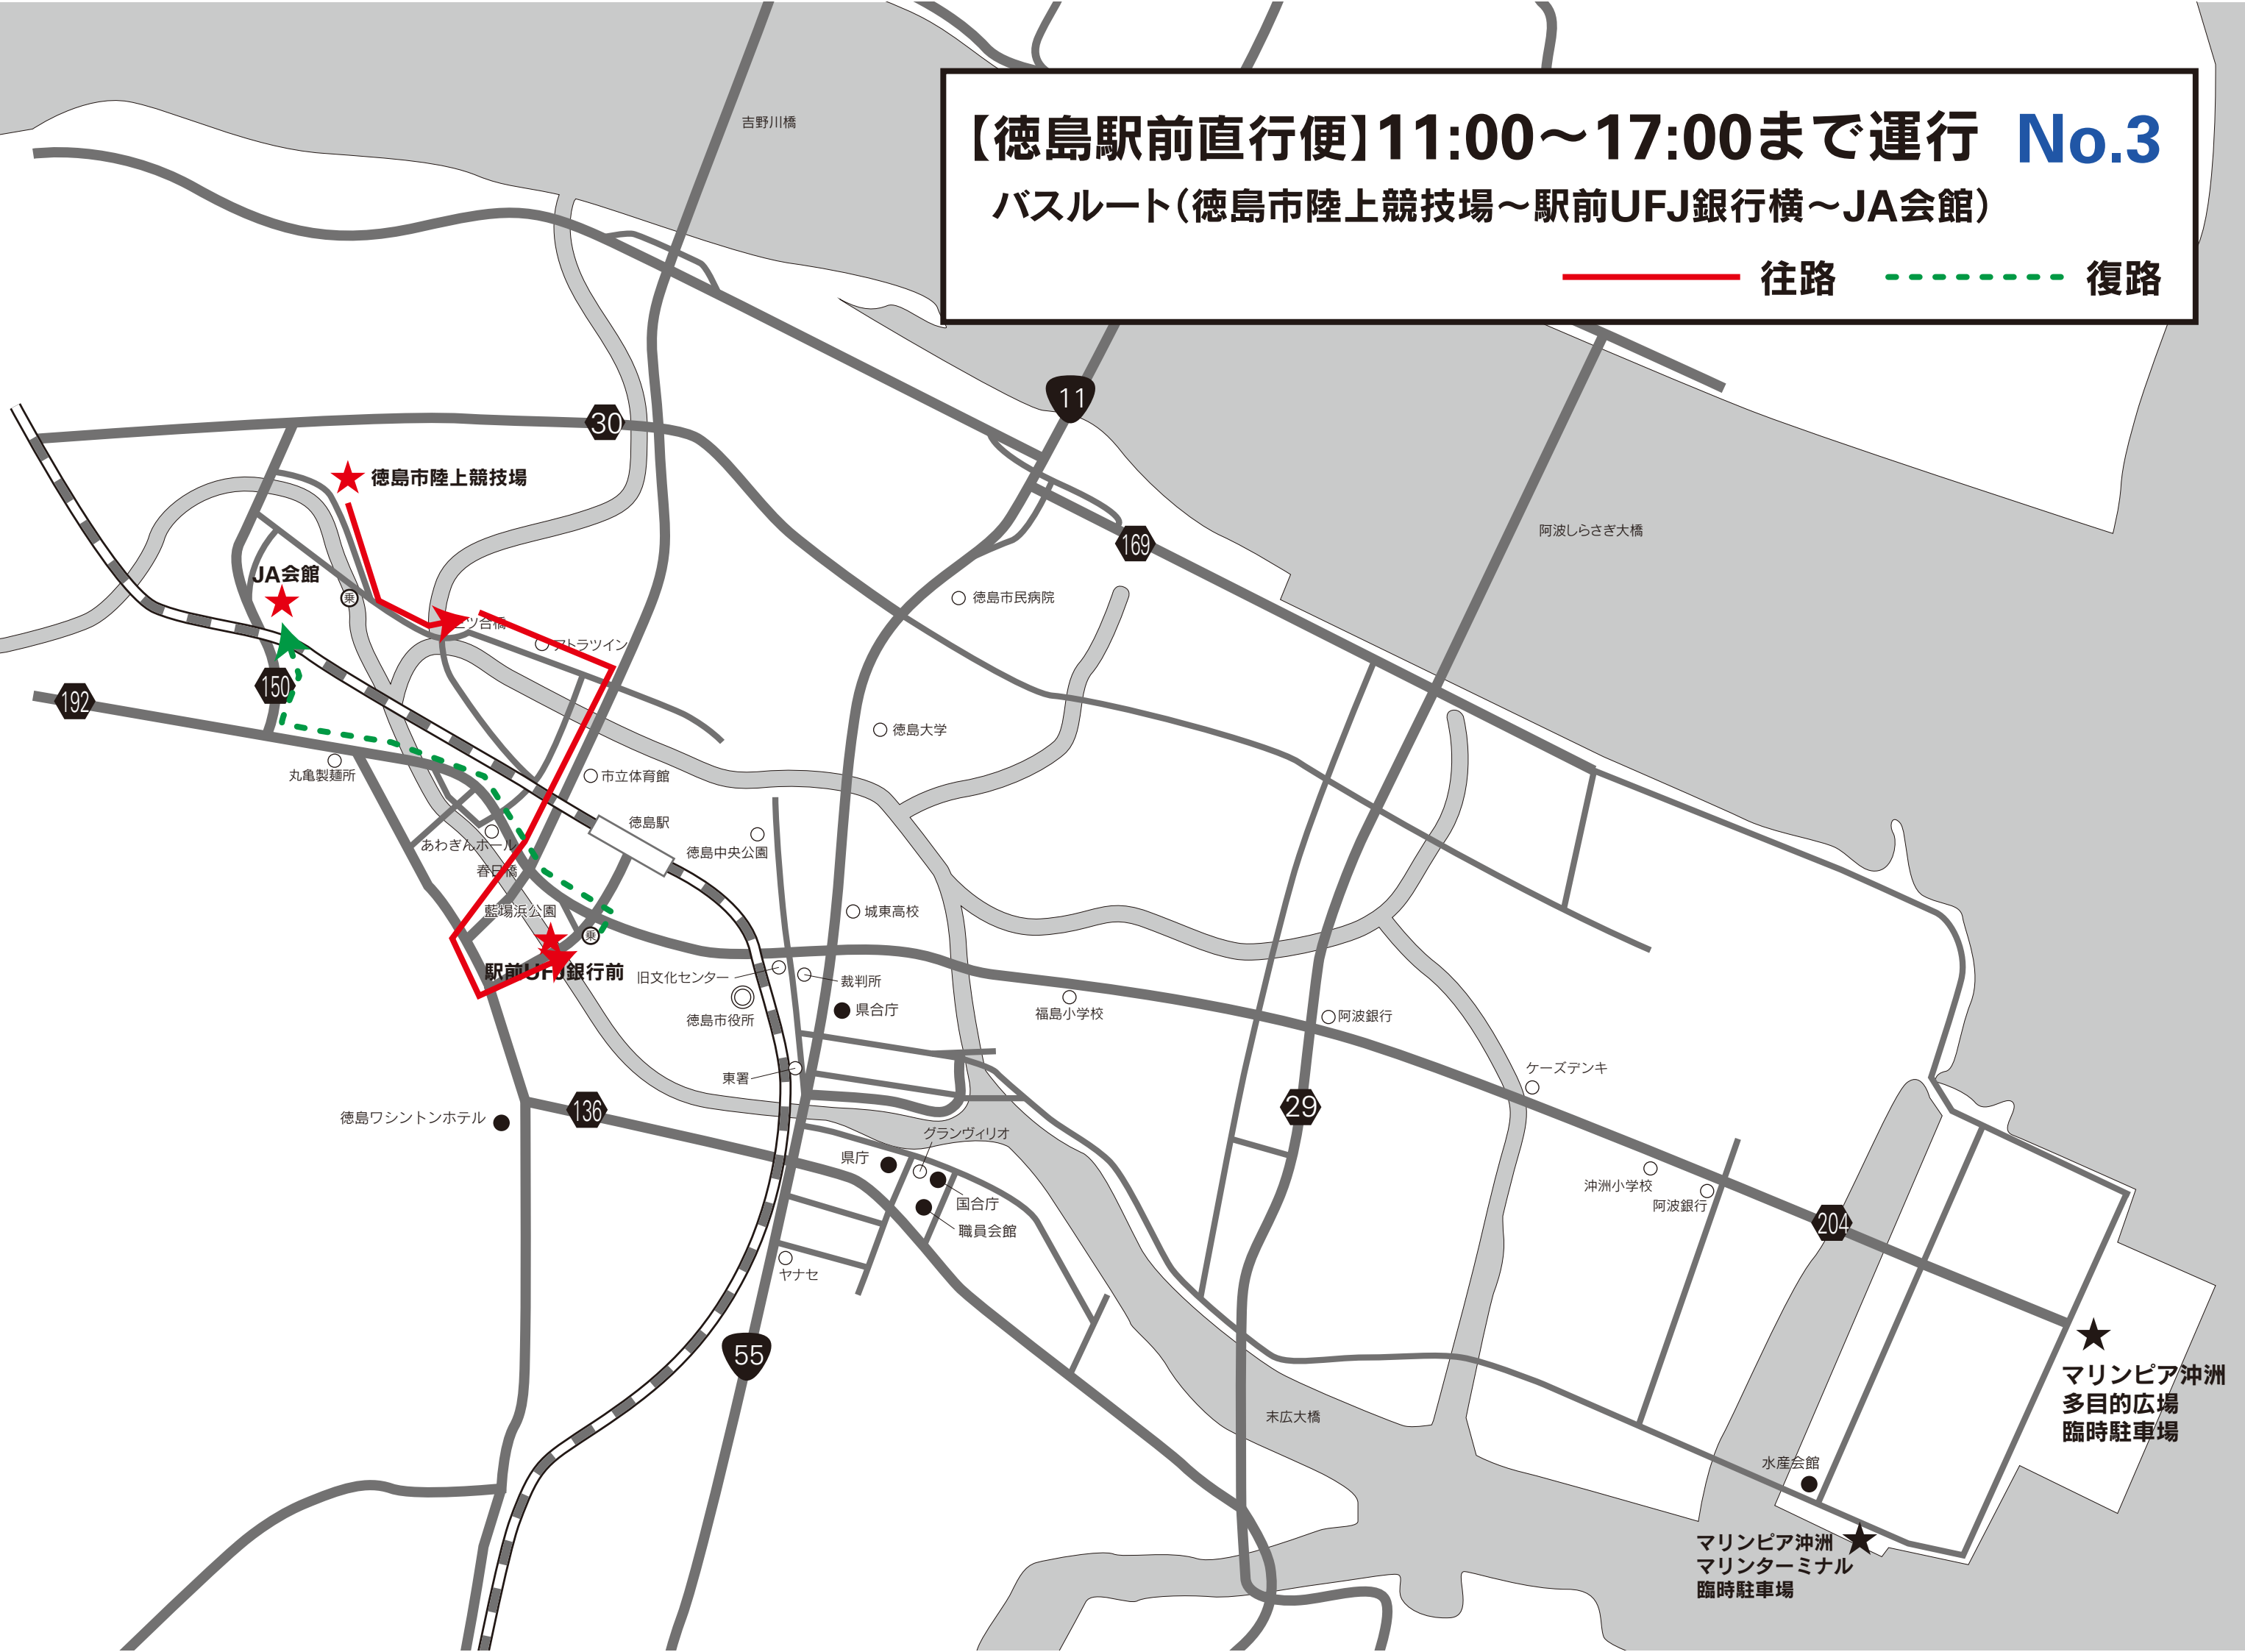 吉野川橋
【徳島駅前直行便】11:00～17:00まで運行 No.3
バスルート(徳島市陸上競技場～駅前UFJ銀行横～JA会館)
往路 復路
11
30
徳島市陸上競技場
阿波しらさぎ大橋
169
JA会館
乗
徳島市民病院
三ツ合橋
アトラツイン
150
192
徳島大学
丸亀製麺所
市立体育館
徳島駅
あわぎんホール
徳島中央公園
春日橋
藍場浜公園
城東高校
乗
駅前UFJ銀行前
旧文化センター
裁判所
県合庁
徳島市役所
福島小学校
阿波銀行
東署
ケーズデンキ
徳島ワシントンホテル
136
29
グランヴィリオ
県庁
国合庁
職員会館
沖洲小学校
阿波銀行
204
ヤナセ
55
マリンピア沖洲
多目的広場
臨時駐車場
末広大橋
水産会館
マリンピア沖洲
マリンターミナル
臨時駐車場